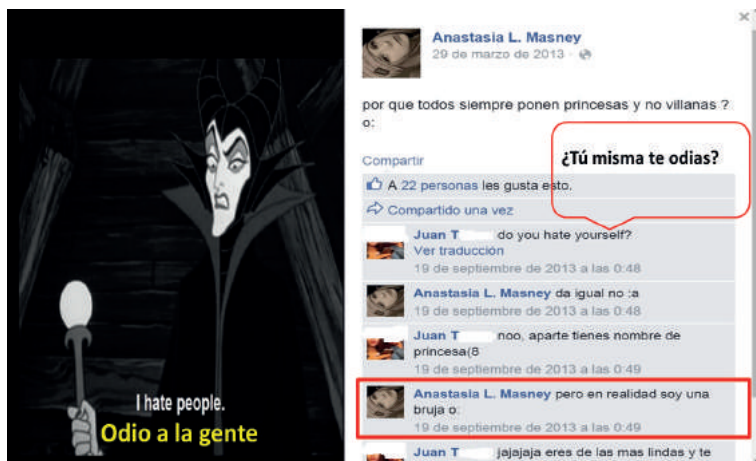 I hate people.
Odio a la gente
Anastasia L. Masney
29 de marzo de 2013 ·
por que todos siempre ponen princesas y no villanas ?
o:
¿Tú misma te odias?
Compartir
A 22 personas les gusta esto.
Compartido una vez
Juan T do you hate yourself?
Ver traducción
19 de septiembre de 2013 a las 0:48
Anastasia L. Masney da igual no :a
19 de septiembre de 2013 a las 0:48
Juan T noo, aparte tienes nombre de
princesa(8
19 de septiembre de 2013 a las 0:49
Anastasia L. Masney pero en realidad soy una
bruja o:
19 de septiembre de 2013 a las 0:49
Juan T jajajaja eres de las mas lindas y te